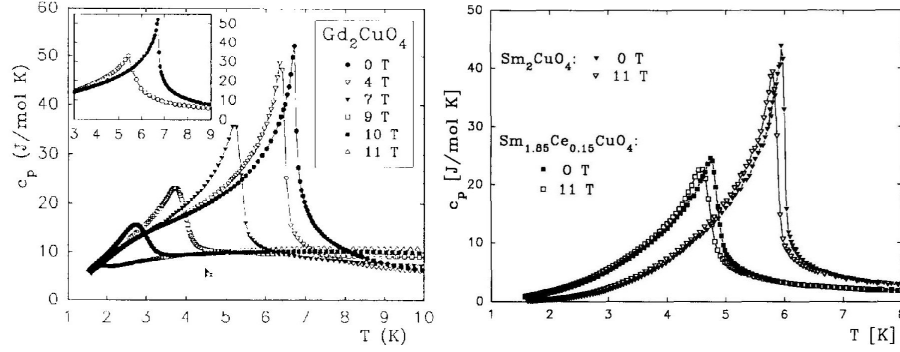 60
50
40
30
20
10
0
c_p (J/mol K)
1 2 3 4 5 6 7 8 9 10
T (K)
50
40
30
20
10
0
3 4 5 6 7 8 9
Gd₂CuO₄
0 T
4 T
7 T
9 T
10 T
11 T
50
40
30
20
10
0
c_p [J/mol K]
1 2 3 4 5 6 7 8
T [K]
Sm₂CuO₄: 0 T
11 T
Sm₁.₈₅Ce₀.₁₅CuO₄:
0 T
11 T